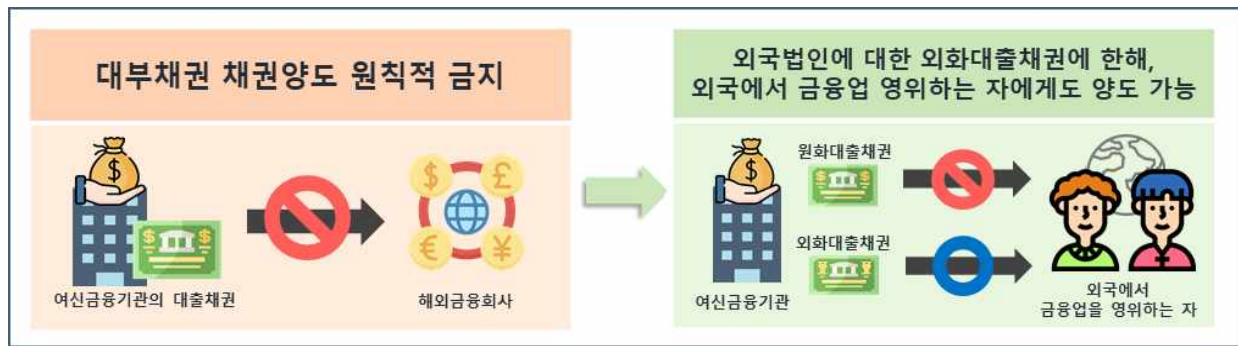 대부채권 채권양도 원칙적 금지
여신금융기관의 대출채권
해외금융회사
외국법인에 대한 외화대출채권에 한해,
외국에서 금융업 영위하는 자에게도 양도 가능
원화대출채권
외화대출채권
여신금융기관
외국에서
금융업을 영위하는 자